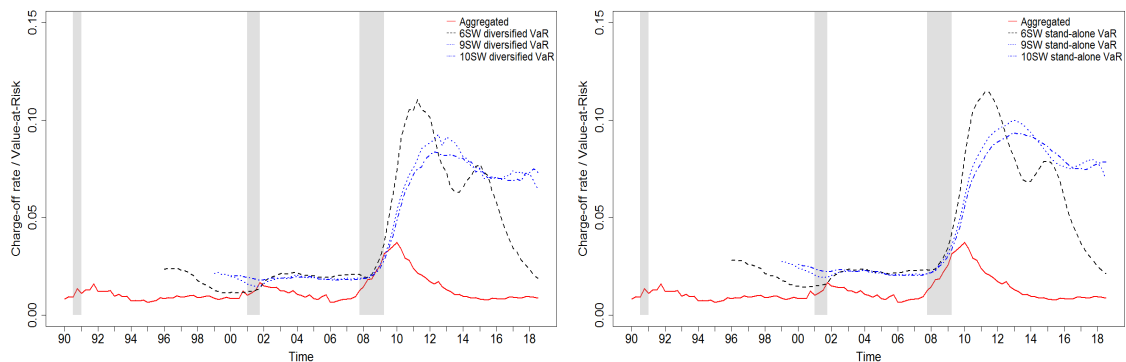 Aggregated
6SW diversified VaR
9SW diversified VaR
10SW diversified VaR
Charge-off rate / Value-at-Risk
0.15
0.10
0.05
0.00
90 92 94 96 98 00 02 04 06 08 10 12 14 16 18
Time
Aggregated
6SW stand-alone VaR
9SW stand-alone VaR
10SW stand-alone VaR
Charge-off rate / Value-at-Risk
0.15
0.10
0.05
0.00
90 92 94 96 98 00 02 04 06 08 10 12 14 16 18
Time